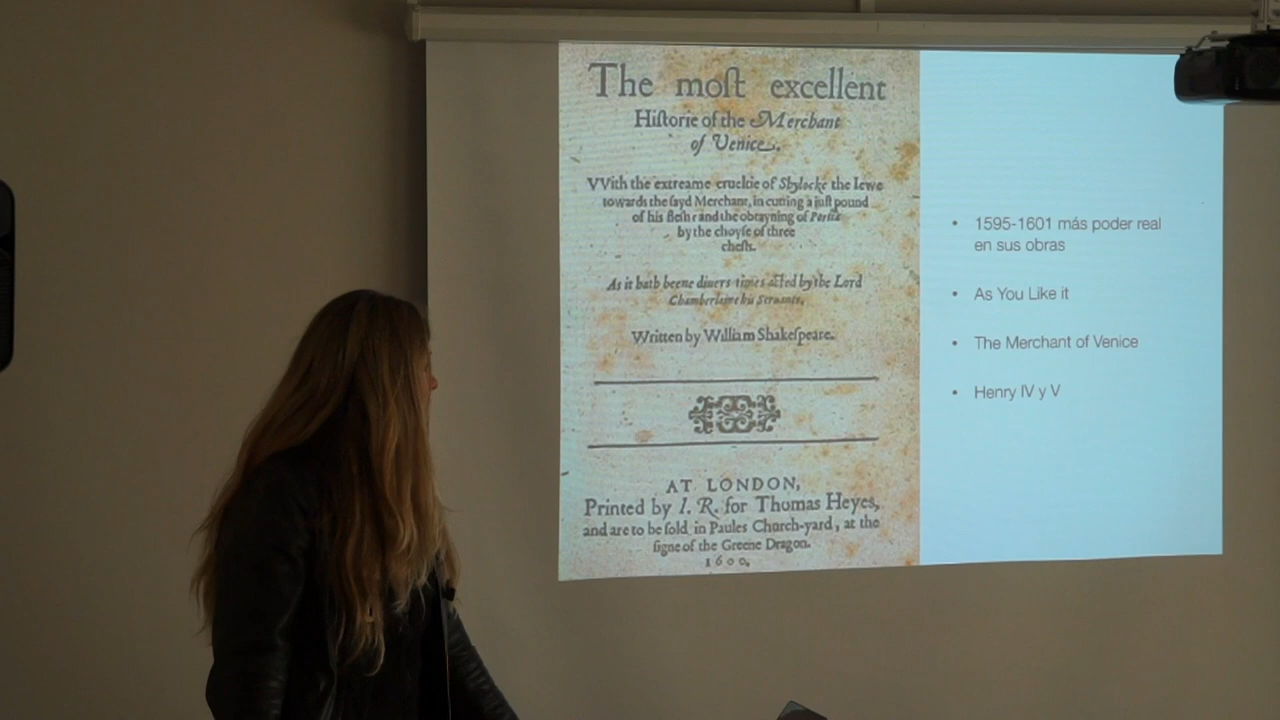 The moſt excellent
Hiſtorie of the Merchant
of Venice.
VVith the extreame crueltie of Shylocke the Iewe
towards the ſayd Merchant, in cutting a iuſt pound
of his fleſh: and the obtayning of Portia
by the choyſe of three
cheſts.
As it hath beene diuers times acted by the Lord
Chamberlaine his Seruants.
Written by William Shakeſpeare.
AT LONDON,
Printed by I. R. for Thomas Heyes,
and are to be ſold in Paules Church-yard, at the
ſigne of the Greene Dragon.
1600.
• 1595-1601 más poder real
en sus obras
• As You Like it
• The Merchant of Venice
• Henry IV y V